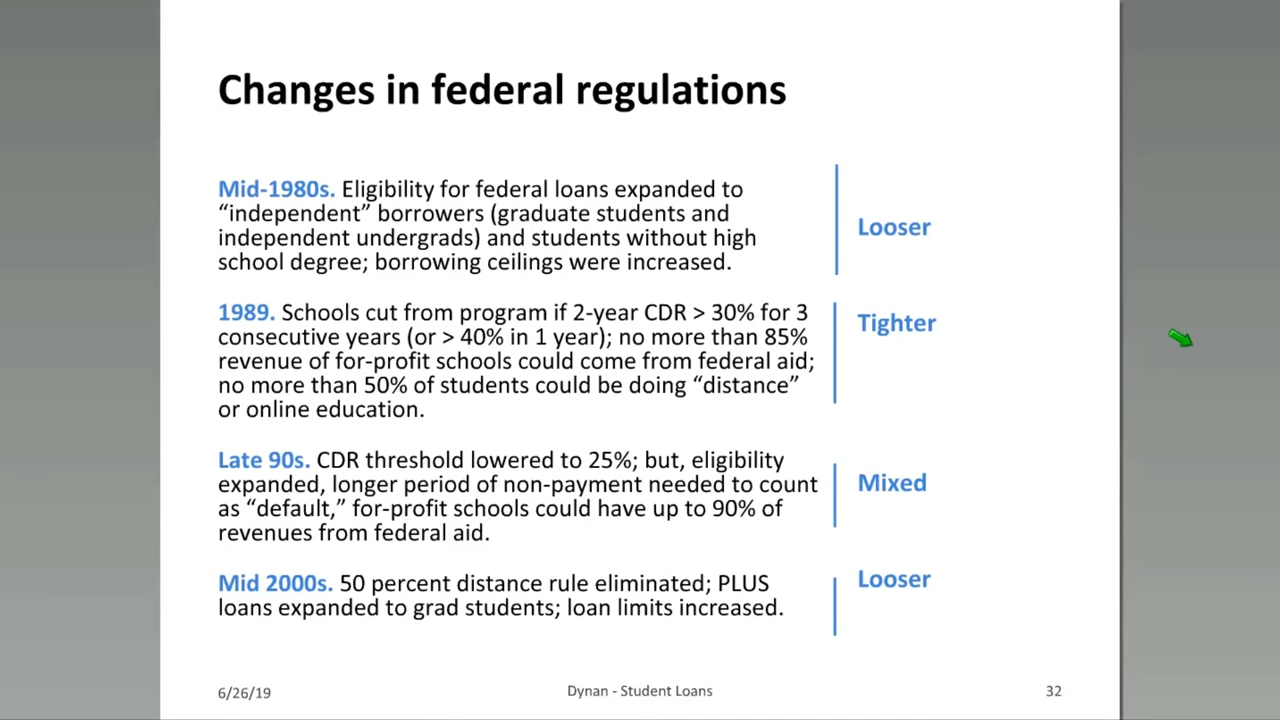 Changes in federal regulations
Mid-1980s. Eligibility for federal loans expanded to
“independent” borrowers (graduate students and
independent undergrads) and students without high
school degree; borrowing ceilings were increased.
Looser
1989. Schools cut from program if 2-year CDR > 30% for 3
consecutive years (or > 40% in 1 year); no more than 85%
revenue of for-profit schools could come from federal aid;
no more than 50% of students could be doing “distance”
or online education.
Tighter
Late 90s. CDR threshold lowered to 25%; but, eligibility
expanded, longer period of non-payment needed to count
as “default,” for-profit schools could have up to 90% of
revenues from federal aid.
Mixed
Mid 2000s. 50 percent distance rule eliminated; PLUS
loans expanded to grad students; loan limits increased.
Looser
6/26/19
Dynan - Student Loans
32